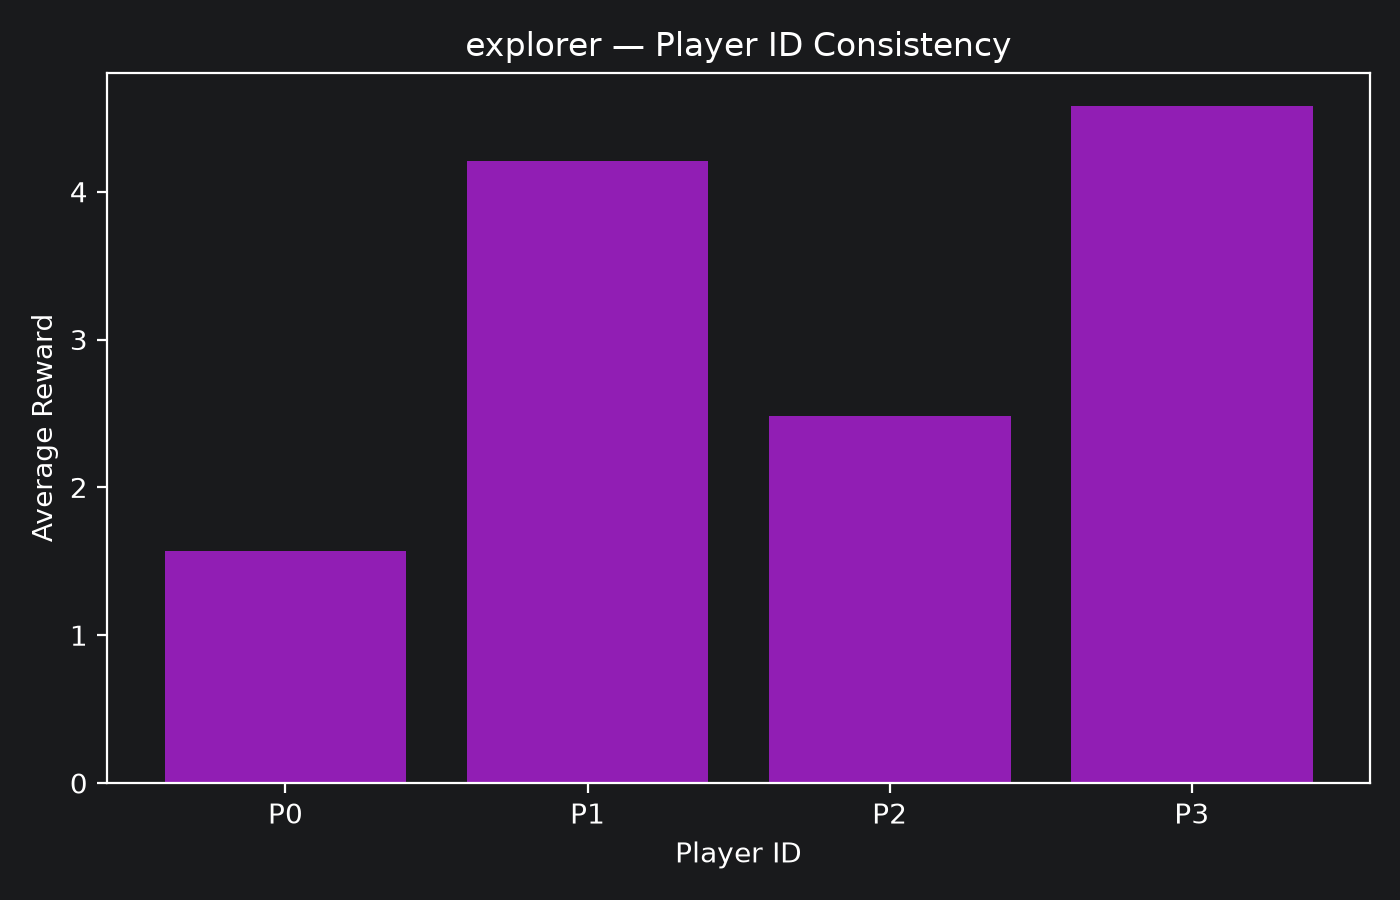 explorer — Player ID Consistency
Average Reward
4
3
2
1
0
P0 P1 P2 P3
Player ID